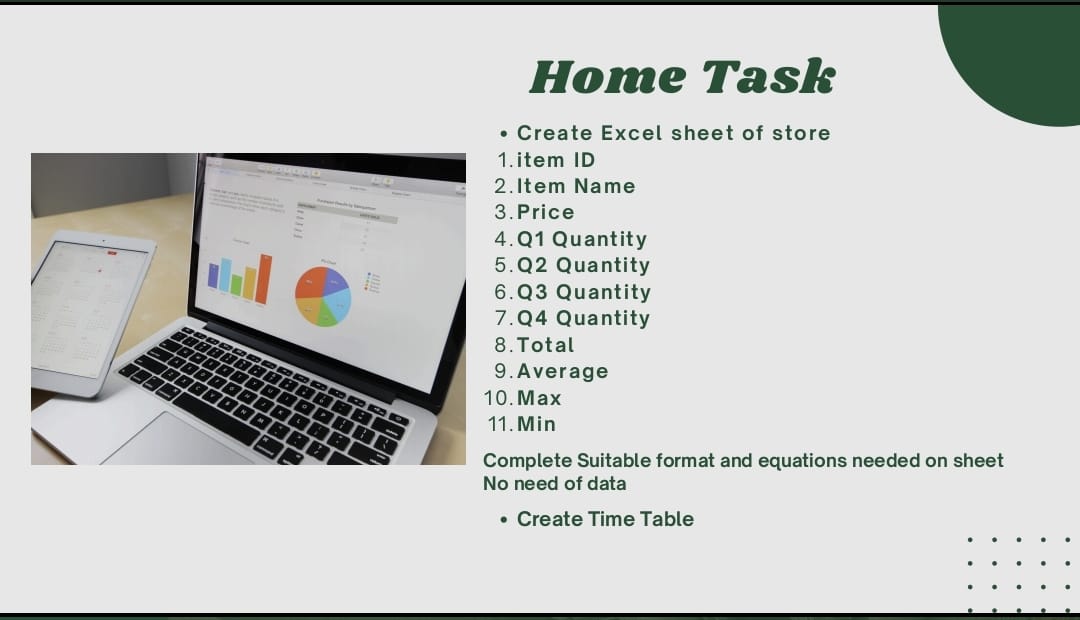 Home Task
• Create Excel sheet of store
1. item ID
2. Item Name
3. Price
4. Q1 Quantity
5. Q2 Quantity
6. Q3 Quantity
7. Q4 Quantity
8. Total
9. Average
10. Max
11. Min
Complete Suitable format and equations needed on sheet
No need of data
• Create Time Table